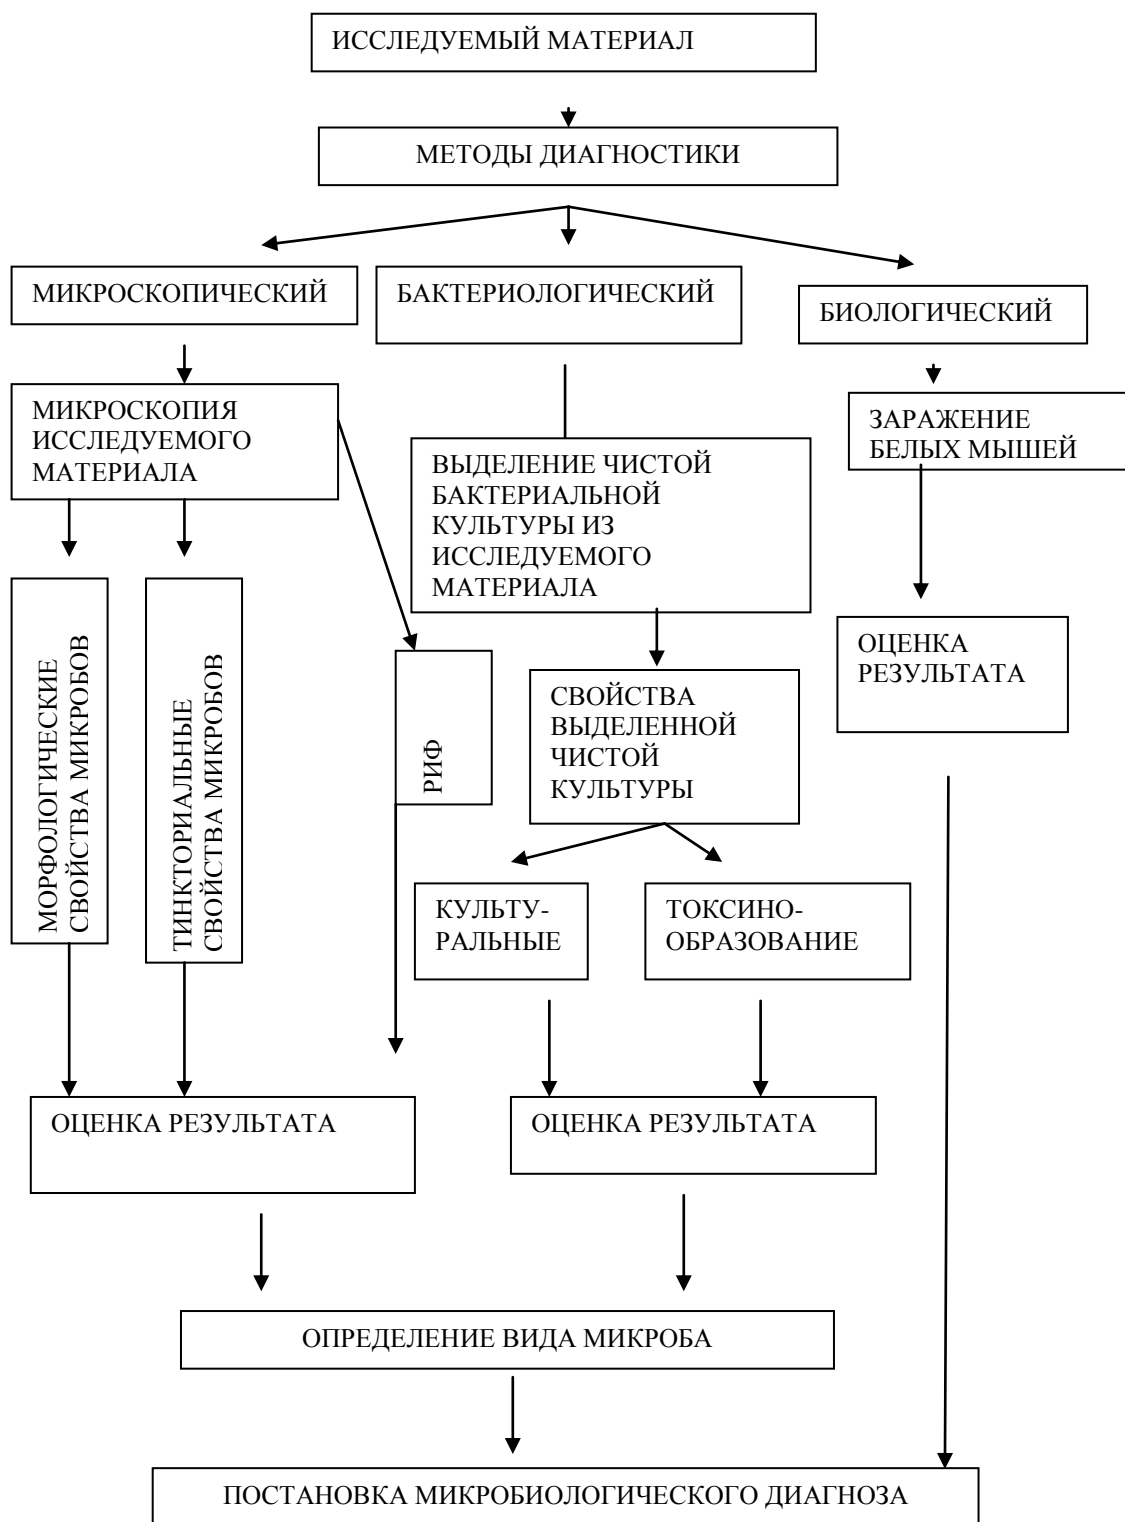 ИССЛЕДУЕМЫЙ МАТЕРИАЛ
МЕТОДЫ ДИАГНОСТИКИ
МИКРОСКОПИЧЕСКИЙ
БАКТЕРИОЛОГИЧЕСКИЙ
БИОЛОГИЧЕСКИЙ
МИКРОСКОПИЯ
ИССЛЕДУЕМОГО
МАТЕРИАЛА
ВЫДЕЛЕНИЕ ЧИСТОЙ
БАКТЕРИАЛЬНОЙ
КУЛЬТУРЫ ИЗ
ИССЛЕДУЕМОГО
МАТЕРИАЛА
ЗАРАЖЕНИЕ
БЕЛЫХ МЫШЕЙ
МОРФОЛОГИЧЕСКИЕ
СВОЙСТВА МИКРОБОВ
ТИНКТОРИАЛЬНЫЕ
СВОЙСТВА МИКРОБОВ
РИФ
СВОЙСТВА
ВЫДЕЛЕННОЙ
ЧИСТОЙ
КУЛЬТУРЫ
ОЦЕНКА
РЕЗУЛЬТАТА
КУЛЬТУ-
РАЛЬНЫЕ
ТОКСИНО-
ОБРАЗОВАНИЕ
ОЦЕНКА РЕЗУЛЬТАТА
ОЦЕНКА РЕЗУЛЬТАТА
ОПРЕДЕЛЕНИЕ ВИДА МИКРОБА
ПОСТАНОВКА МИКРОБИОЛОГИЧЕСКОГО ДИАГНОЗА